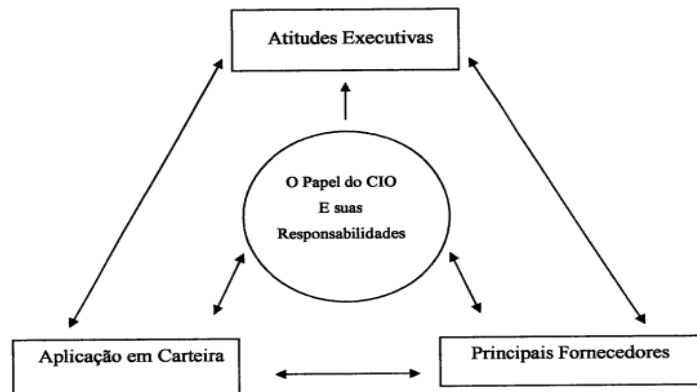 Atitudes Executivas
O Papel do CIO
E suas
Responsabilidades
Aplicação em Carteira
Principais Fornecedores